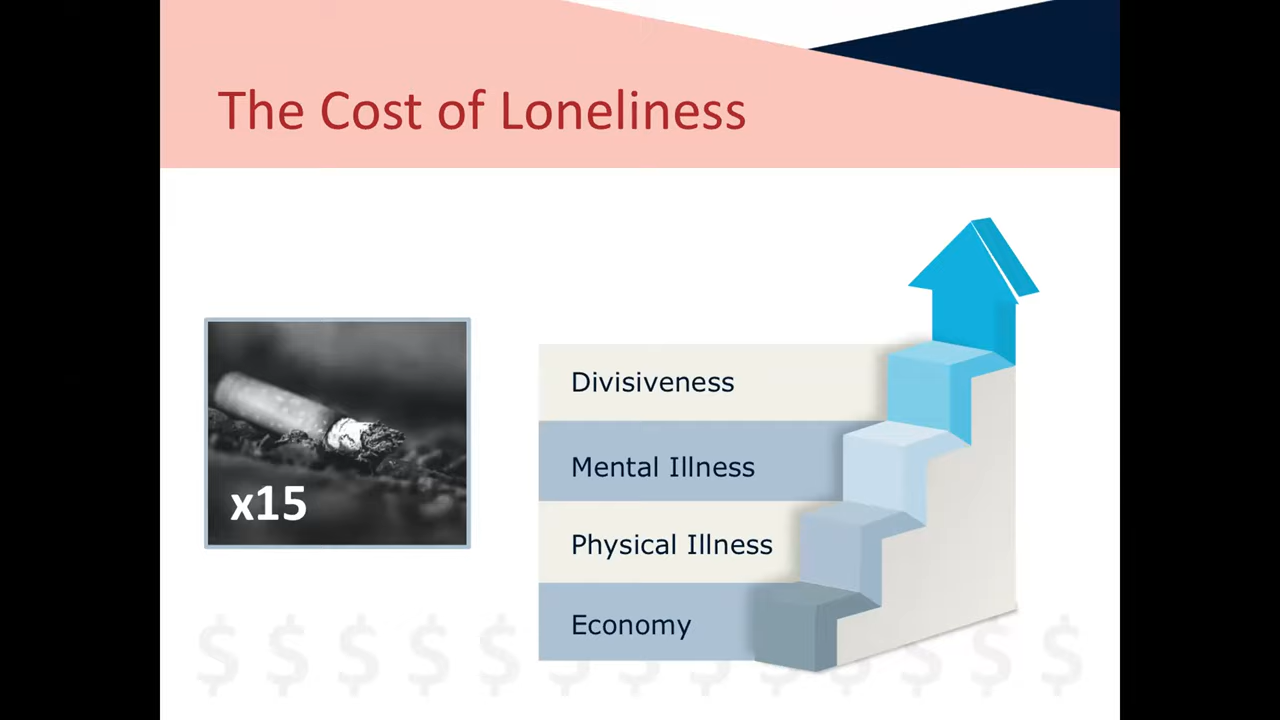 The Cost of Loneliness
x15
Divisiveness
Mental Illness
Physical Illness
Economy
$ $ $ $ $ $ $ $ $ $ $ $ $